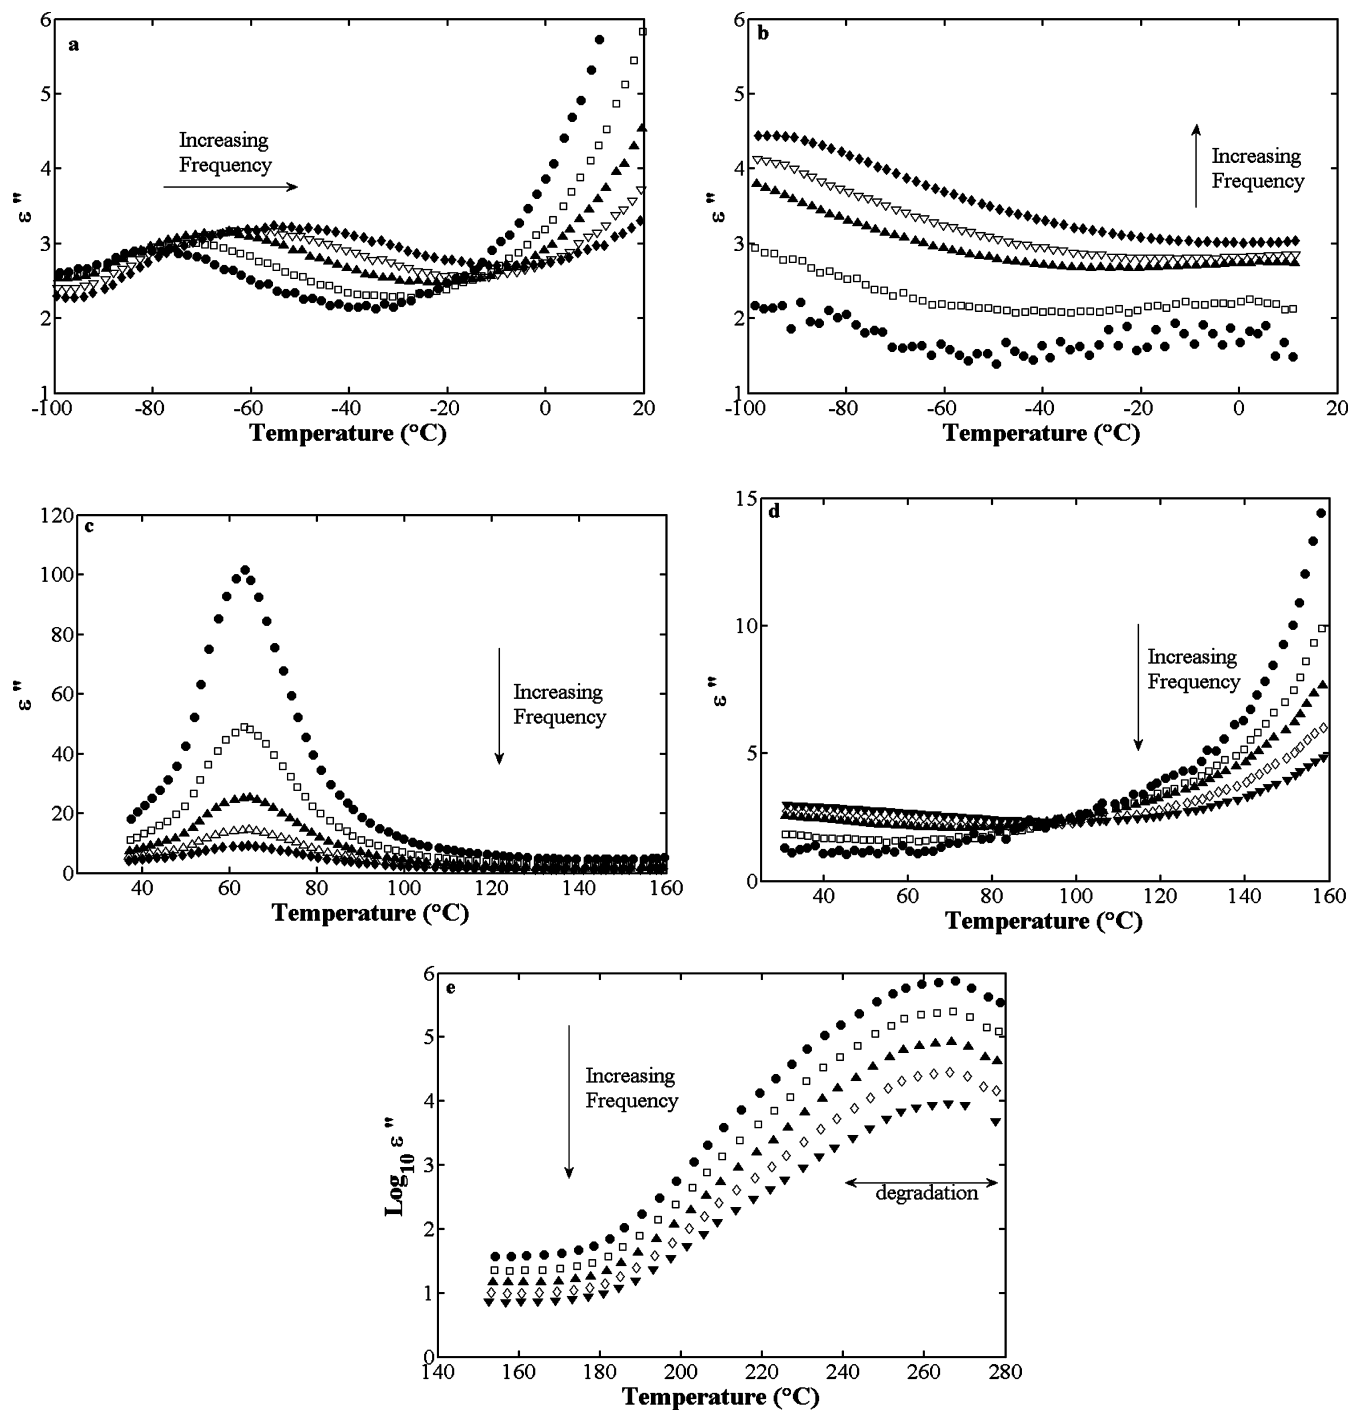 a
6
5
4
3
2
1
ε "
Increasing
Frequency
-100
-80
-60
-40
-20
0
20
Temperature (°C)
b
6
5
4
3
2
1
ε "
Increasing
Frequency
-100
-80
-60
-40
-20
0
20
Temperature (°C)
c
120
100
80
60
40
20
0
ε "
Increasing
Frequency
40
60
80
100
120
140
160
Temperature (°C)
d
15
10
5
0
ε "
Increasing
Frequency
40
60
80
100
120
140
160
Temperature (°C)
e
6
5
4
3
2
1
0
Log10 ε "
Increasing
Frequency
degradation
140
160
180
200
220
240
260
280
Temperature (°C)